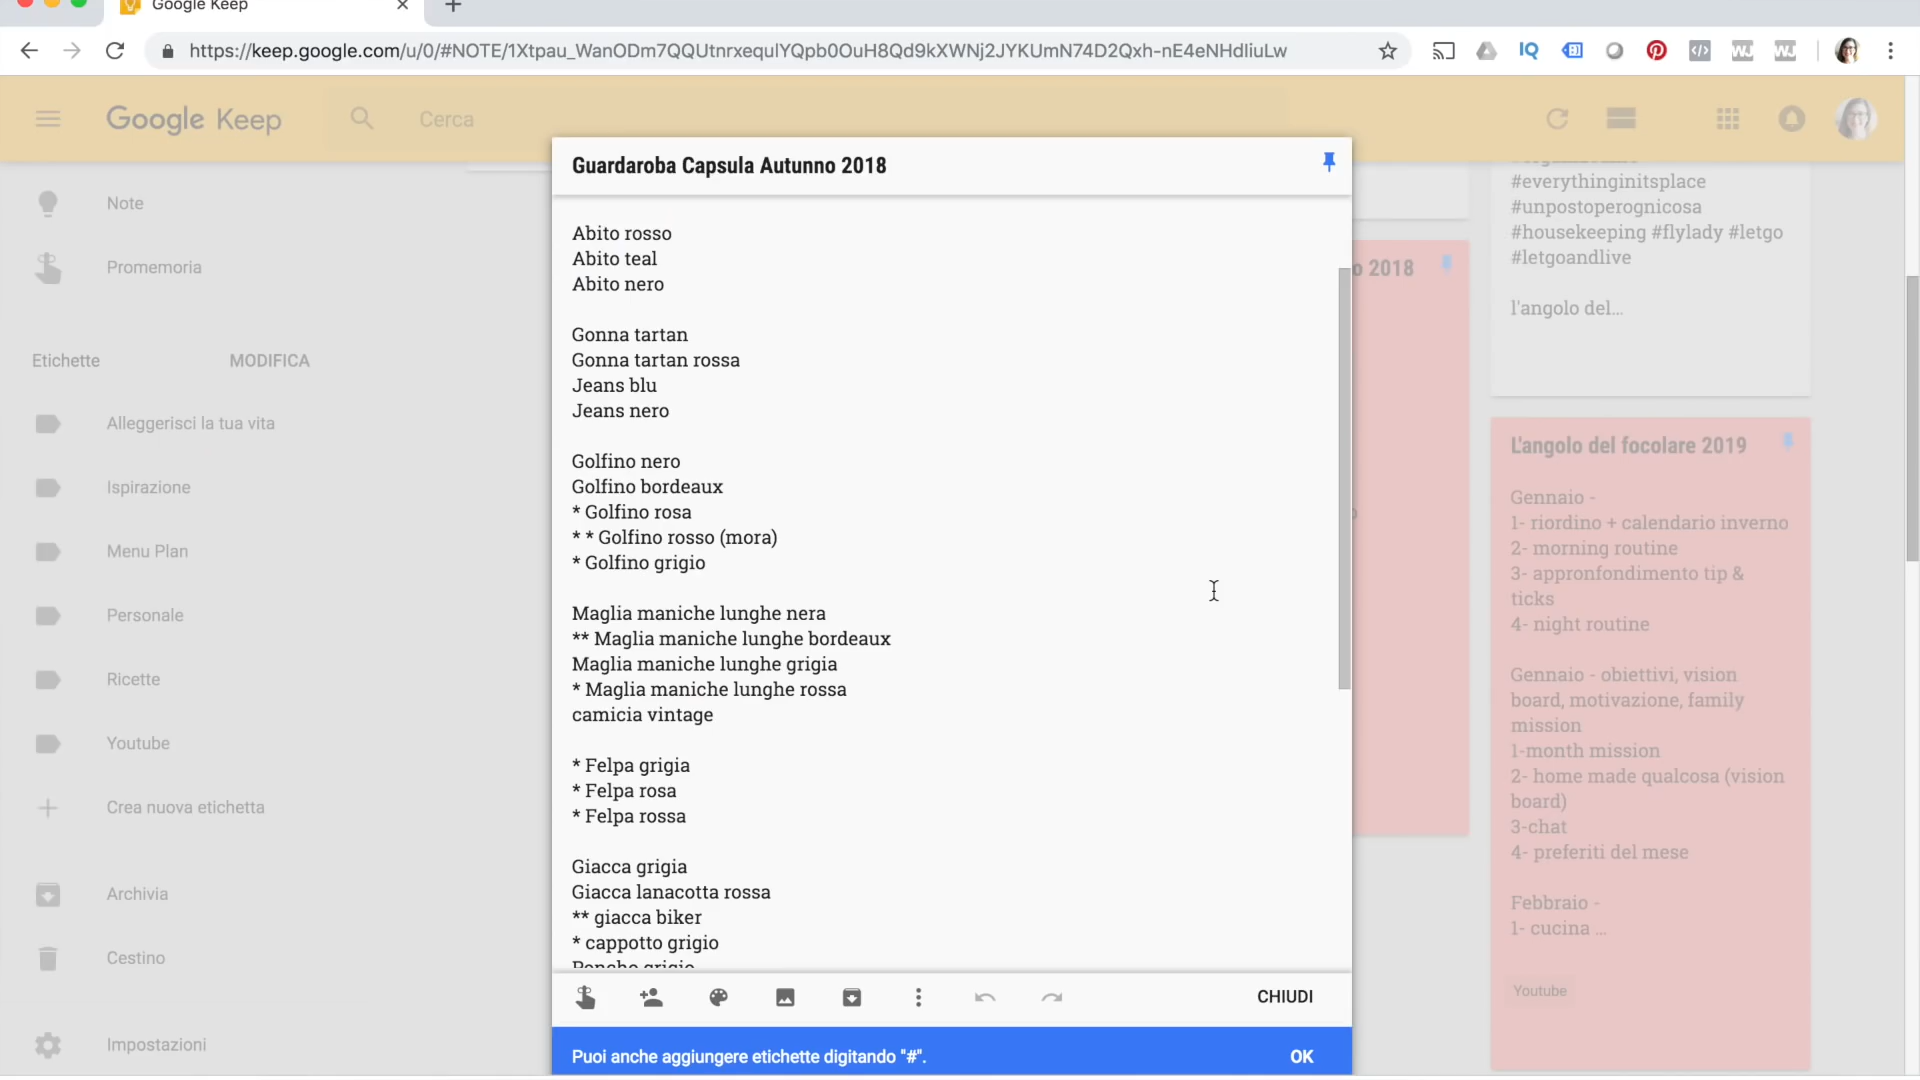 Google Keep
https://keep.google.com/u/0/#NOTE/1Xtpau_WanODm7QQUtnrxequlYQpb0OuH8Qd9kXWNj2JYKUmN74D2Qxh-nE4eNHdliuLw
IQ
WJ
WJ
Google Keep
Cerca
Note
Promemoria
Etichette
MODIFICA
Alleggerisci la tua vita
Ispirazione
Menu Plan
Personale
Ricette
Youtube
Crea nuova etichetta
Archivia
Cestino
Impostazioni
Guardaroba Capsula Autunno 2018
Abito rosso
Abito teal
Abito nero
Gonna tartan
Gonna tartan rossa
Jeans blu
Jeans nero
Golfino nero
Golfino bordeaux
* Golfino rosa
* * Golfino rosso (mora)
* Golfino grigio
Maglia maniche lunghe nera
** Maglia maniche lunghe bordeaux
Maglia maniche lunghe grigia
* Maglia maniche lunghe rossa
camicia vintage
* Felpa grigia
* Felpa rosa
* Felpa rossa
Giacca grigia
Giacca lanacotta rossa
** giacca biker
* cappotto grigio
Poncho grigio
CHIUDI
Puoi anche aggiungere etichette digitando "#".
OK
o 2018
#everythinginitsplace
#unpostoperognicosa
#housekeeping #flylady #letgo
#letgoandlive
l'angolo del...
L'angolo del focolare 2019
Gennaio -
1- riordino + calendario inverno
2- morning routine
3- appronfondimento tip &
ticks
4- night routine
Gennaio - obiettivi, vision
board, motivazione, family
mission
1-month mission
2- home made qualcosa (vision
board)
3-chat
4- preferiti del mese
Febbraio -
1- cucina ...
Youtube